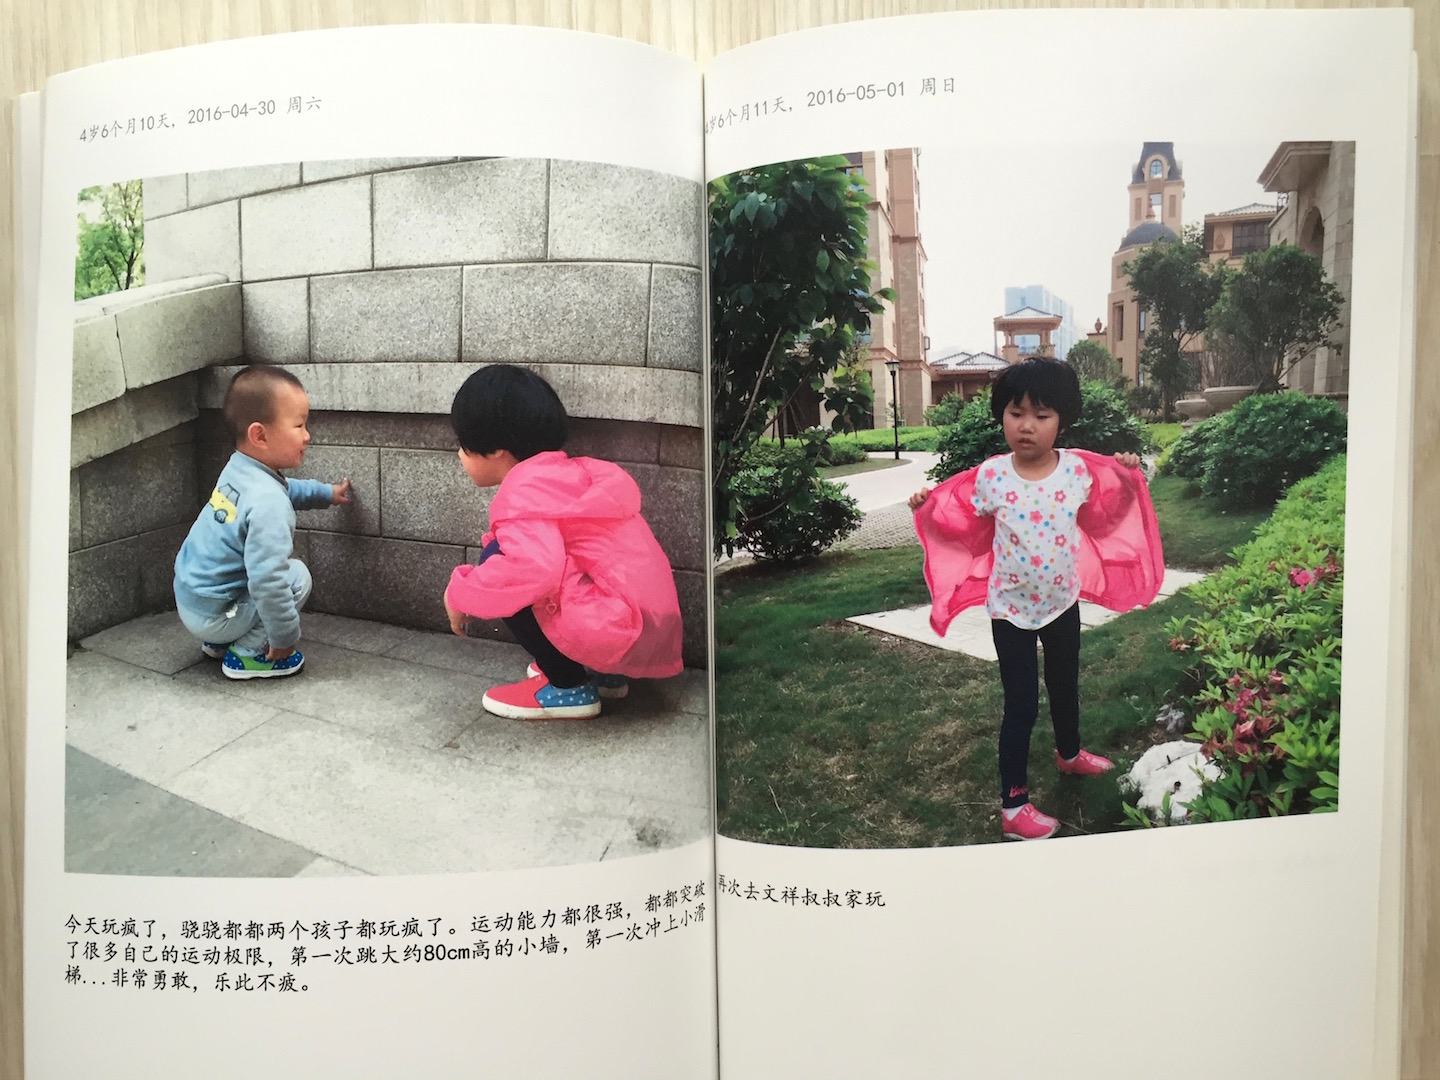 4岁6个月10天, 2016-04-30 周六
今天玩疯了，骁骁都都两个孩子都玩疯了。运动能力都很强，都都突破
了很多自己的运动极限，第一次跳大约80cm高的小墙，第一次冲上小滑
梯...非常勇敢，乐此不疲。
4岁6个月11天, 2016-05-01 周日
再次去文祥叔叔家玩